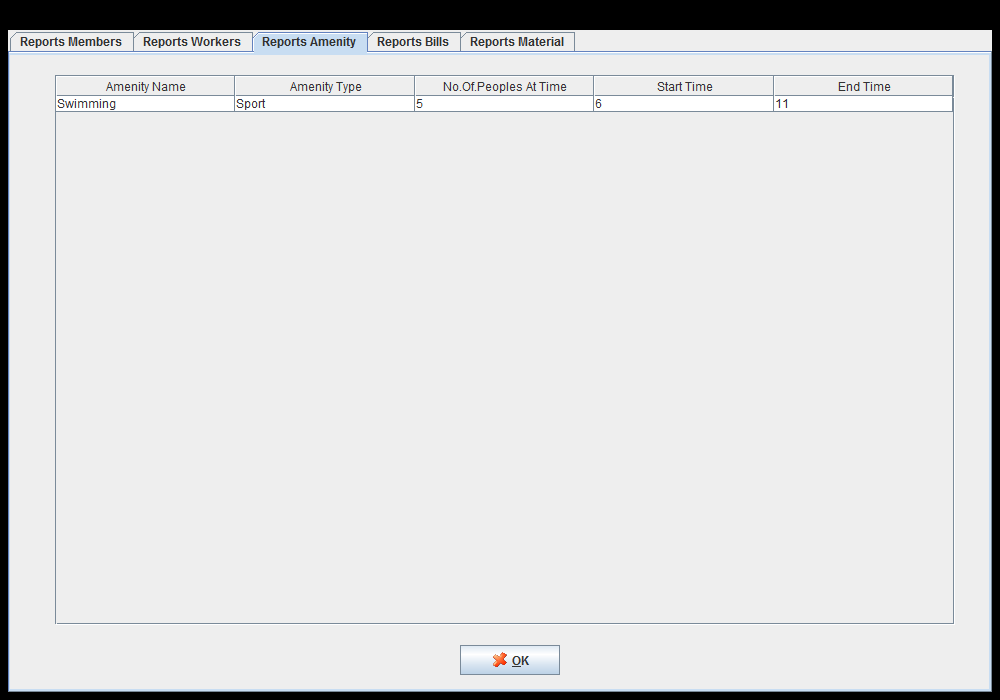 Reports Members Reports Workers Reports Amenity Reports Bills Reports Material
Amenity Name Amenity Type No.Of.Peoples At Time Start Time End Time
Swimming Sport 5 6 11
OK